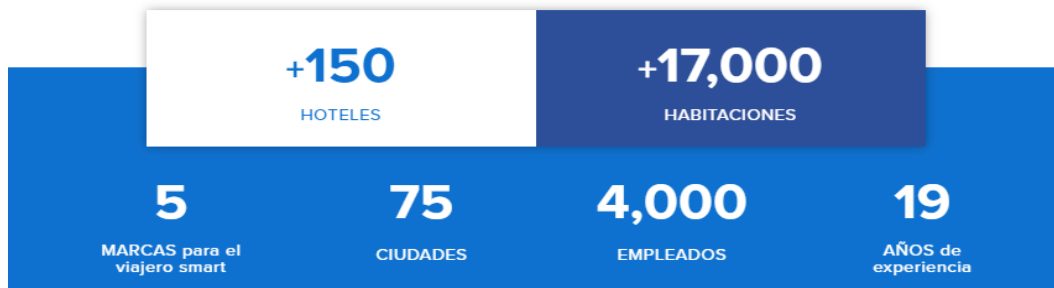 +150
HOTELES
+17,000
HABITACIONES
5
MARCAS para el
viajero smart
75
CIUDADES
4,000
EMPLEADOS
19
AÑOS de
experiencia